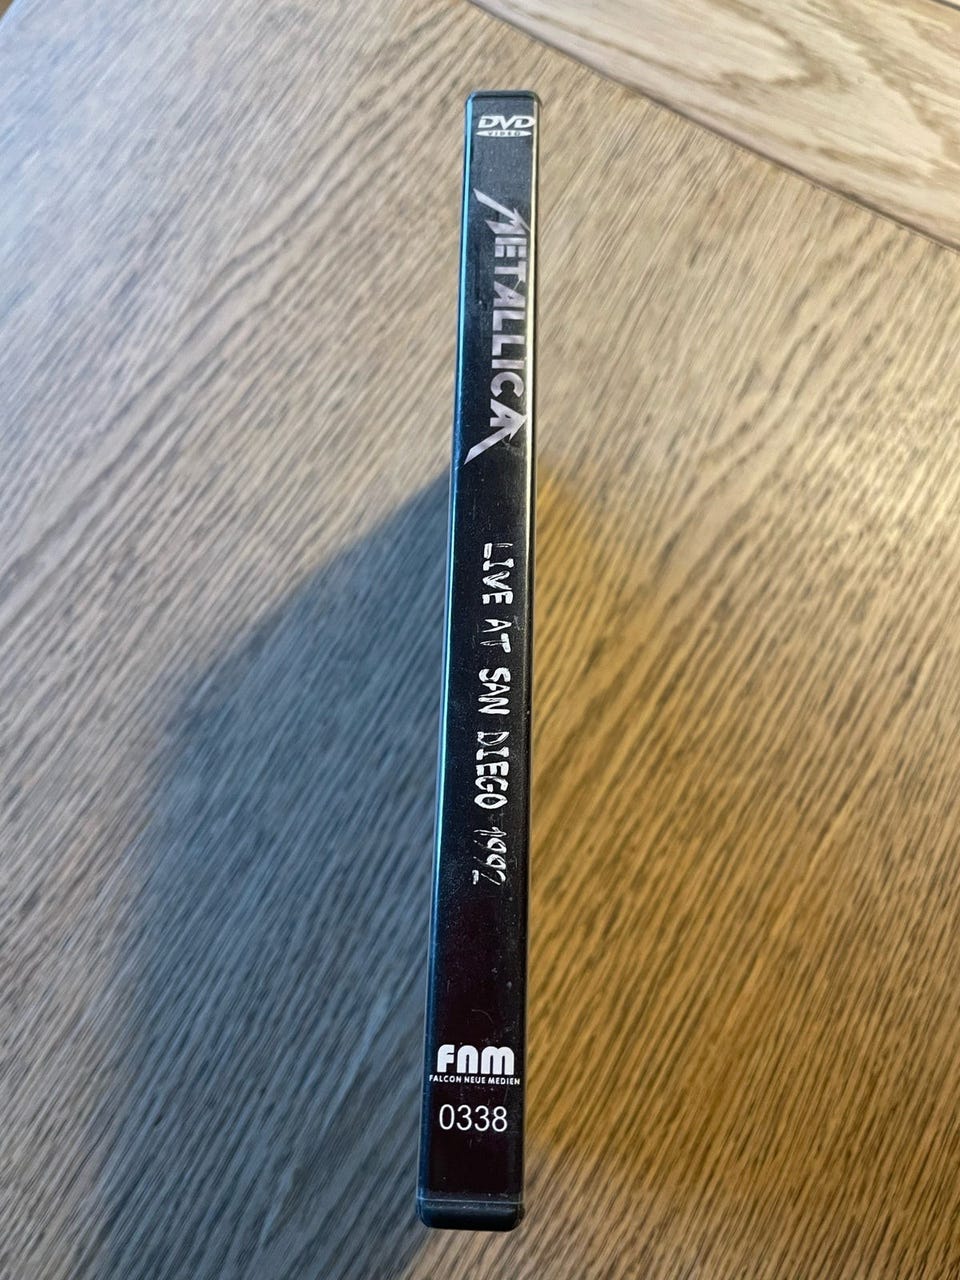 DVD
VIDEO
METALLICA
LIVE AT SAN DIEGO 1992
FNM
FALCON NEUE MEDIEN
0338